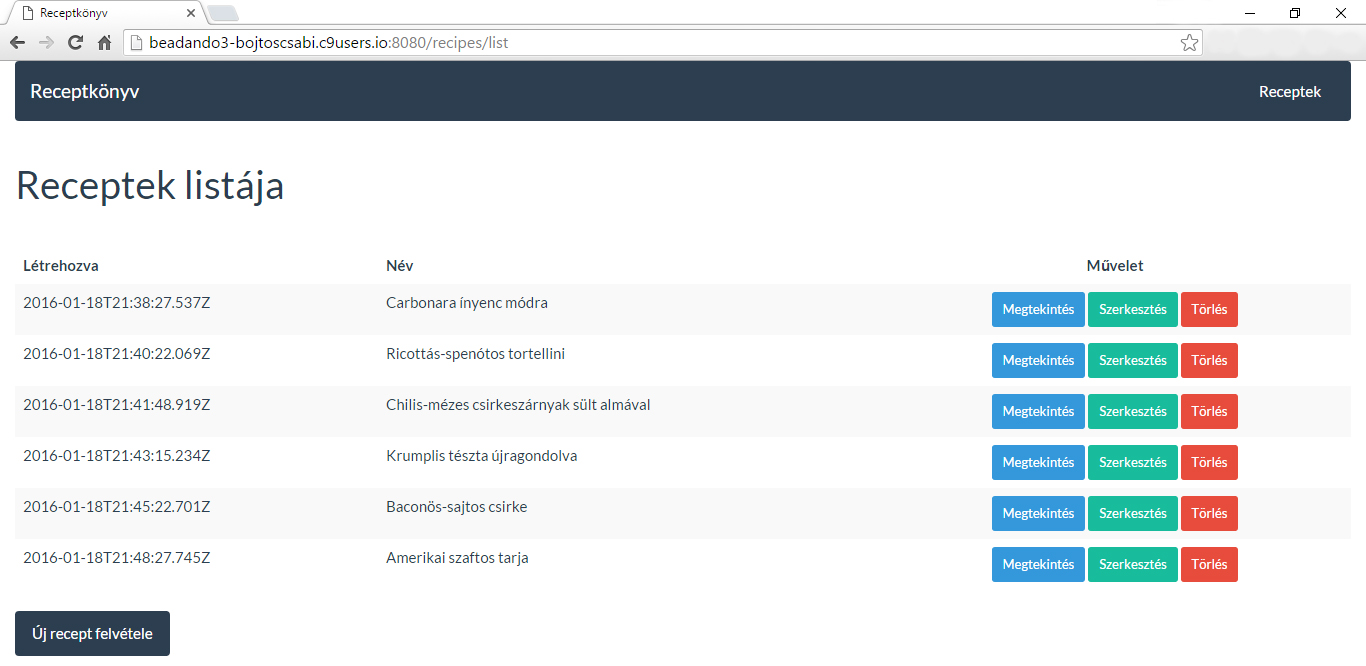 Receptkönyv
beadando3-bojtoscsabi.c9users.io:8080/recipes/list
Receptkönyv Receptek
Receptek listája
Létrehozva Név Művelet
2016-01-18T21:38:27.537Z Carbonara ínyenc módra Megtekintés Szerkesztés Törlés
2016-01-18T21:40:22.069Z Ricottás-spenótos tortellini Megtekintés Szerkesztés Törlés
2016-01-18T21:41:48.919Z Chilis-mézes csirkeszárnyak sült almával Megtekintés Szerkesztés Törlés
2016-01-18T21:43:15.234Z Krumplis tészta újragondolva Megtekintés Szerkesztés Törlés
2016-01-18T21:45:22.701Z Baconös-sajtos csirke Megtekintés Szerkesztés Törlés
2016-01-18T21:48:27.745Z Amerikai szaftos tarja Megtekintés Szerkesztés Törlés
Új recept felvétele